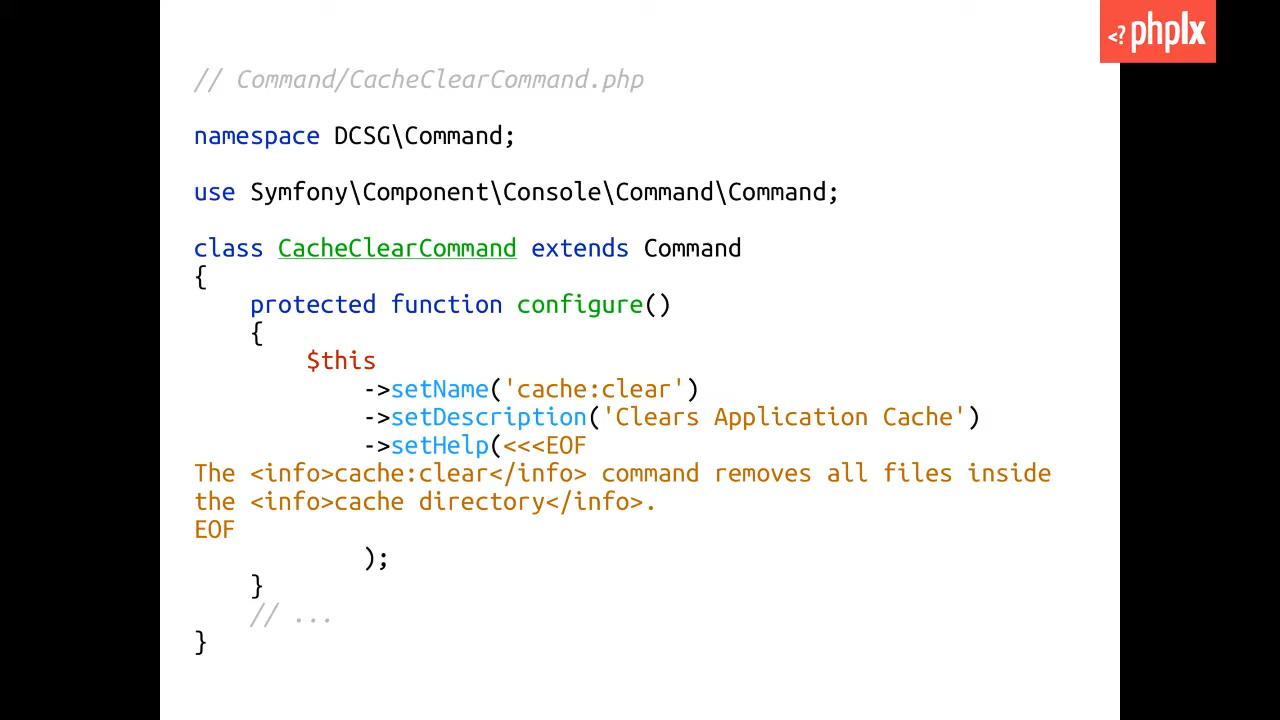 <? phplx
// Command/CacheClearCommand.php
namespace DCSG\Command;
use Symfony\Component\Console\Command\Command;
class CacheClearCommand extends Command
{
    protected function configure()
    {
        $this
            ->setName('cache:clear')
            ->setDescription('Clears Application Cache')
            ->setHelp(<<<EOF
The <info>cache:clear</info> command removes all files inside
the <info>cache directory</info>.
EOF
            );
    }
    // ...
}